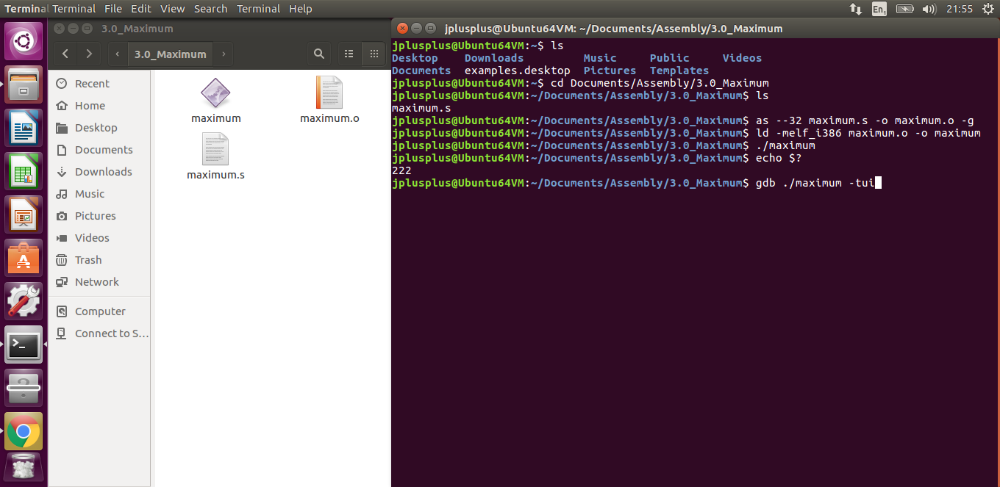 Terminal Terminal File Edit View Search Terminal Help
En1 21:55
3.0_Maximum
3.0_Maximum
Recent
Home
Desktop
Documents
Downloads
Music
Pictures
Videos
Trash
Network
Computer
Connect to S...
maximum
maximum.o
maximum.s
jplusplus@Ubuntu64VM: ~/Documents/Assembly/3.0_Maximum
jplusplus@Ubuntu64VM:~$ ls
Desktop Downloads Music Public Videos
Documents examples.desktop Pictures Templates
jplusplus@Ubuntu64VM:~$ cd Documents/Assembly/3.0_Maximum
jplusplus@Ubuntu64VM:~/Documents/Assembly/3.0_Maximum$ ls
maximum.s
jplusplus@Ubuntu64VM:~/Documents/Assembly/3.0_Maximum$ as --32 maximum.s -o maximum.o -g
jplusplus@Ubuntu64VM:~/Documents/Assembly/3.0_Maximum$ ld -melf_i386 maximum.o -o maximum
jplusplus@Ubuntu64VM:~/Documents/Assembly/3.0_Maximum$ ./maximum
jplusplus@Ubuntu64VM:~/Documents/Assembly/3.0_Maximum$ echo $?
222
jplusplus@Ubuntu64VM:~/Documents/Assembly/3.0_Maximum$ gdb ./maximum -tui